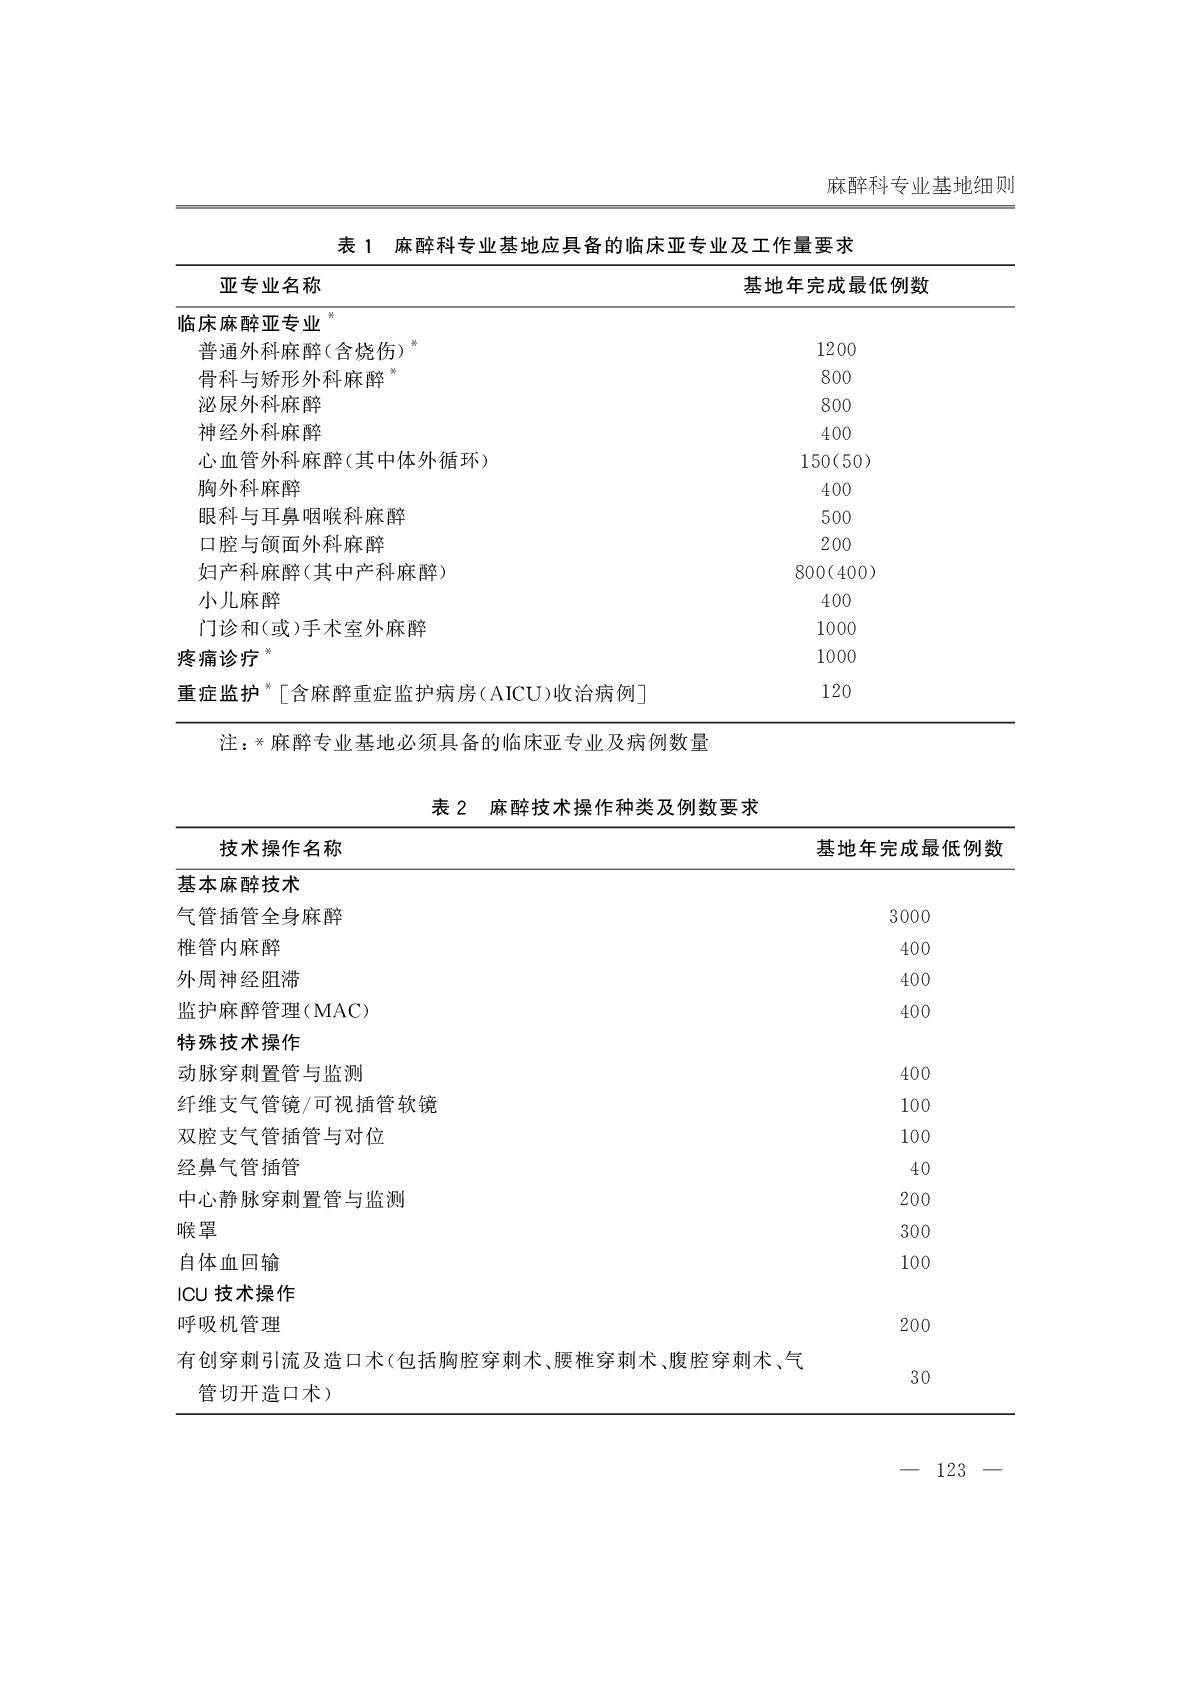 麻醉科专业基地细则
表 1　麻醉科专业基地应具备的临床亚专业及工作量要求
亚专业名称　基地年完成最低例数
临床麻醉亚专业*
普通外科麻醉(含烧伤)*　1200
骨科与矫形外科麻醉*　800
泌尿外科麻醉　800
神经外科麻醉　400
心血管外科麻醉(其中体外循环)　150(50)
胸外科麻醉　400
眼科与耳鼻咽喉科麻醉　500
口腔与颌面外科麻醉　200
妇产科麻醉(其中产科麻醉)　800(400)
小儿麻醉　400
门诊和(或)手术室外麻醉　1000
疼痛诊疗*　1000
重症监护*[含麻醉重症监护病房(AICU)收治病例]　120
注:*麻醉专业基地必须具备的临床亚专业及病例数量
表 2　麻醉技术操作种类及例数要求
技术操作名称　基地年完成最低例数
基本麻醉技术
气管插管全身麻醉　3000
椎管内麻醉　400
外周神经阻滞　400
监护麻醉管理(MAC)　400
特殊技术操作
动脉穿刺置管与监测　400
纤维支气管镜/可视插管软镜　100
双腔支气管插管与对位　100
经鼻气管插管　40
中心静脉穿刺置管与监测　200
喉罩　300
自体血回输　100
ICU 技术操作
呼吸机管理　200
有创穿刺引流及造口术(包括胸腔穿刺术、腰椎穿刺术、腹腔穿刺术、气　30
管切开造口术)
— 123 —